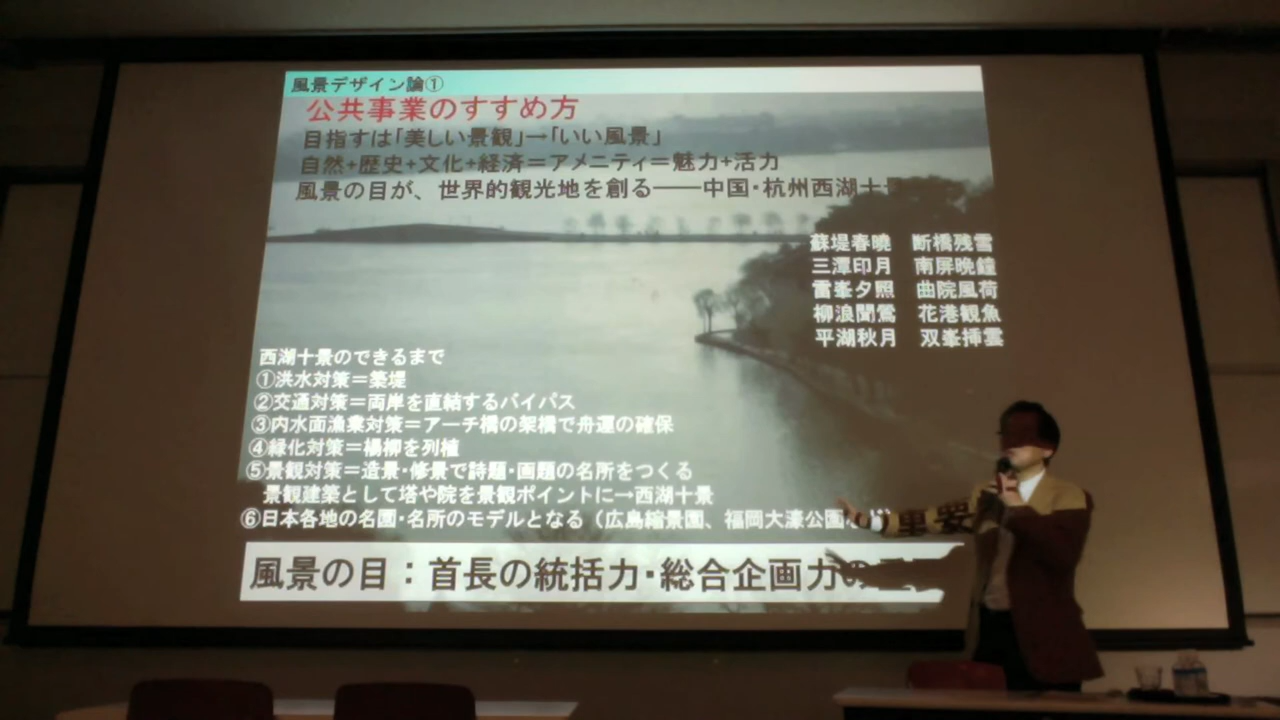 風景デザイン論①
公共事業のすすめ方
目指すは「美しい景観」→「いい風景」
自然+歴史+文化+経済＝アメニティ＝魅力+活力
風景の目が、世界的観光地を創る――中国・杭州西湖十景
蘇堤春曉　断橋残雪
三潭印月　南屏晩鐘
雷峯夕照　曲院風荷
柳浪聞鶯　花港観魚
平湖秋月　双峯挿雲
西湖十景のできるまで
①洪水対策＝築堤
②交通対策＝両岸を直結するバイパス
③内水面漁業対策＝アーチ橋の架橋で舟運の確保
④緑化対策＝楊柳を列植
⑤景観対策＝造景・修景で詩題・画題の名所をつくる
景観建築として塔や院を景観ポイントに→西湖十景
⑥日本各地の名園・名所のモデルとなる（広島縮景園、福岡大濠公園など）
風景の目：首長の統括力・総合企画力の重要